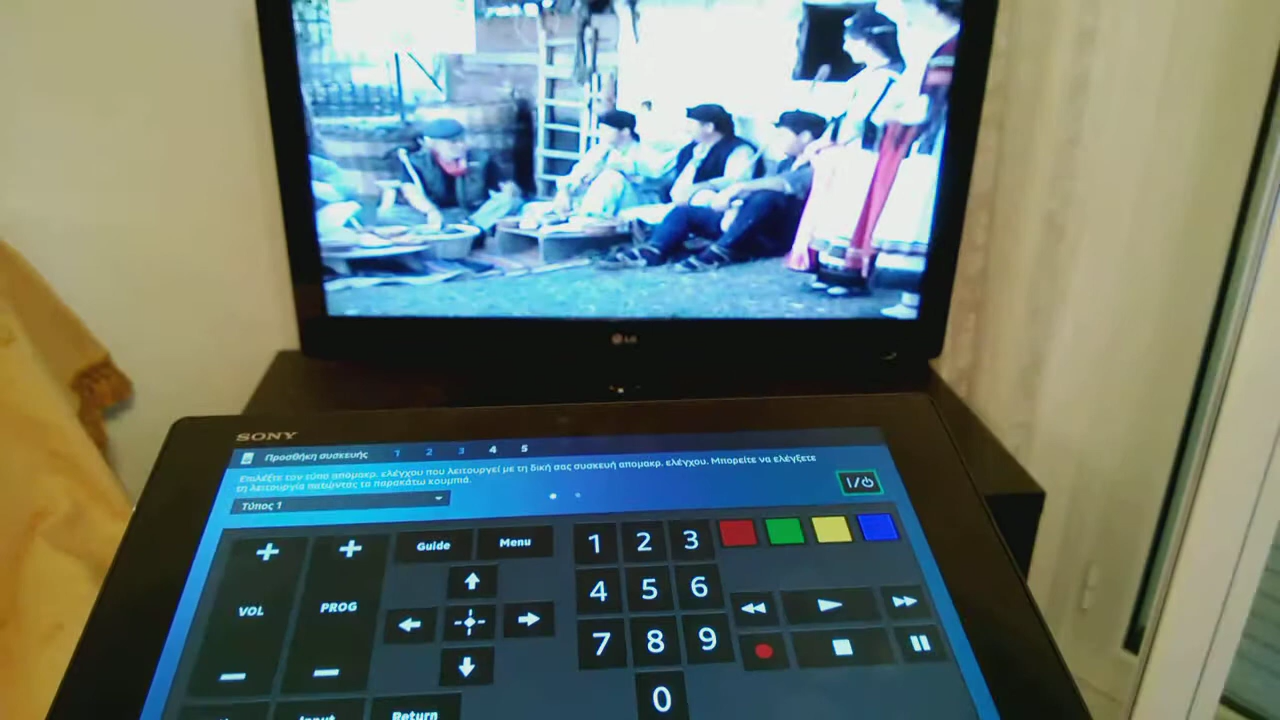 LG
SONY
Προσθήκη συσκευής 1 2 3 4 5
Επιλέξτε τον τύπο απομακρ. ελέγχου που λειτουργεί με τη δική σας συσκευή απομακρ. ελέγχου. Μπορείτε να ελέγξετε
τη λειτουργία πατώντας τα παρακάτω κουμπιά.
Τύπος 1
+ + Guide Menu 1 2 3
VOL PROG 4 5 6
7 8 9
- - Input Return 0